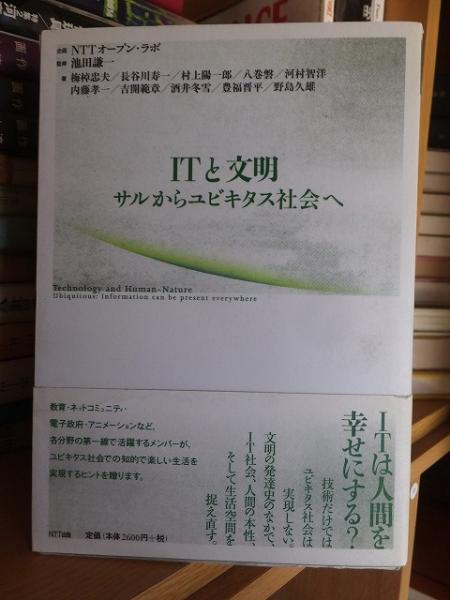 企画 NTTオープン・ラボ
監修 池田謙一
著 梅棹忠夫/長谷川寿一/村上陽一郎/八巻磐/河村智洋
内藤孝一/吉開範章/酒井冬雪/豊福晋平/野島久雄
ITと文明
サルからユビキタス社会へ
Technology and Human-Nature
Ubiquitous: Information can be present everywhere
ITは人間を
幸せにする?
技術だけでは
ユビキタス社会は
実現しない。
文明の発達史のなかで、
IT社会、人間の本性、
そして生活空間を
捉え直す。
教育・ネットコミュニティ・
電子政府・アニメーションなど、
各分野の第一線で活躍するメンバーが、
ユビキタス社会での知的で楽しい生活を
実現するヒントを贈ります。
NTT出版 定価(本体2600円+税)